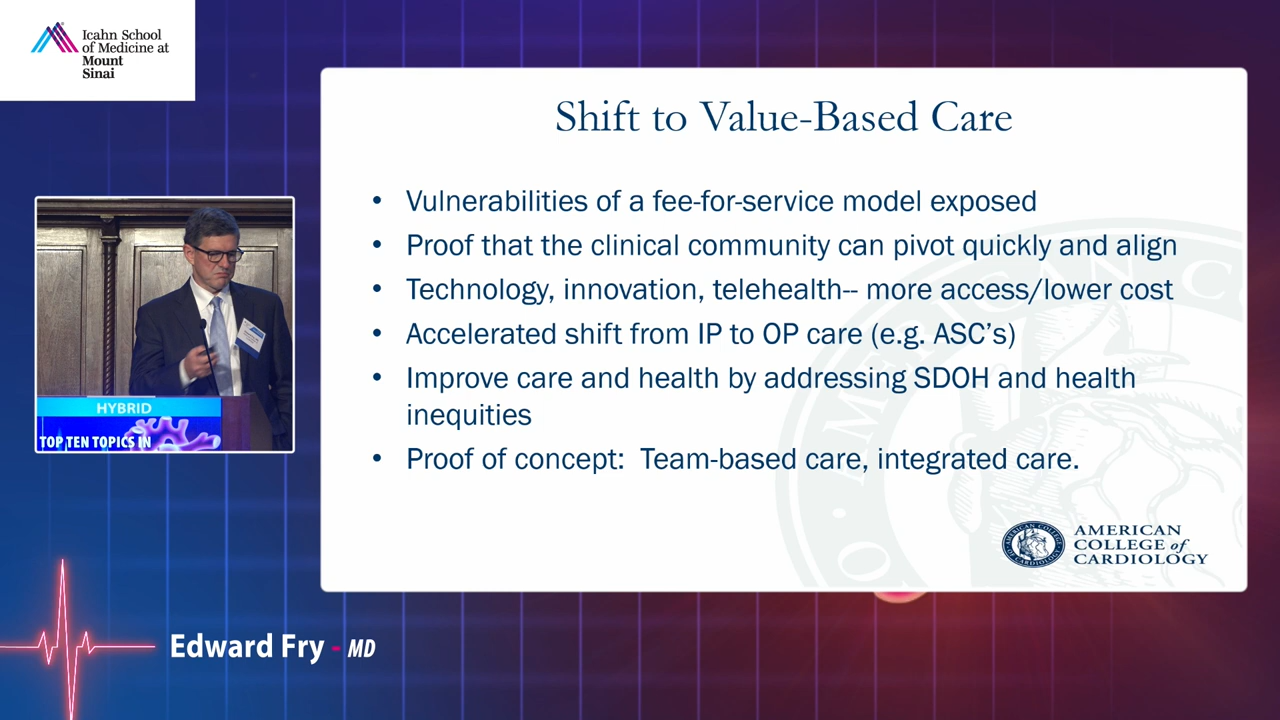 Icahn School
of Medicine at
Mount
Sinai
Shift to Value-Based Care
• Vulnerabilities of a fee-for-service model exposed
• Proof that the clinical community can pivot quickly and align
• Technology, innovation, telehealth-- more access/lower cost
• Accelerated shift from IP to OP care (e.g. ASC's)
• Improve care and health by addressing SDOH and health
inequities
• Proof of concept:  Team-based care, integrated care.
AMERICAN
COLLEGE of
CARDIOLOGY
HYBRID
TOP TEN TOPICS IN
Edward Fry - MD